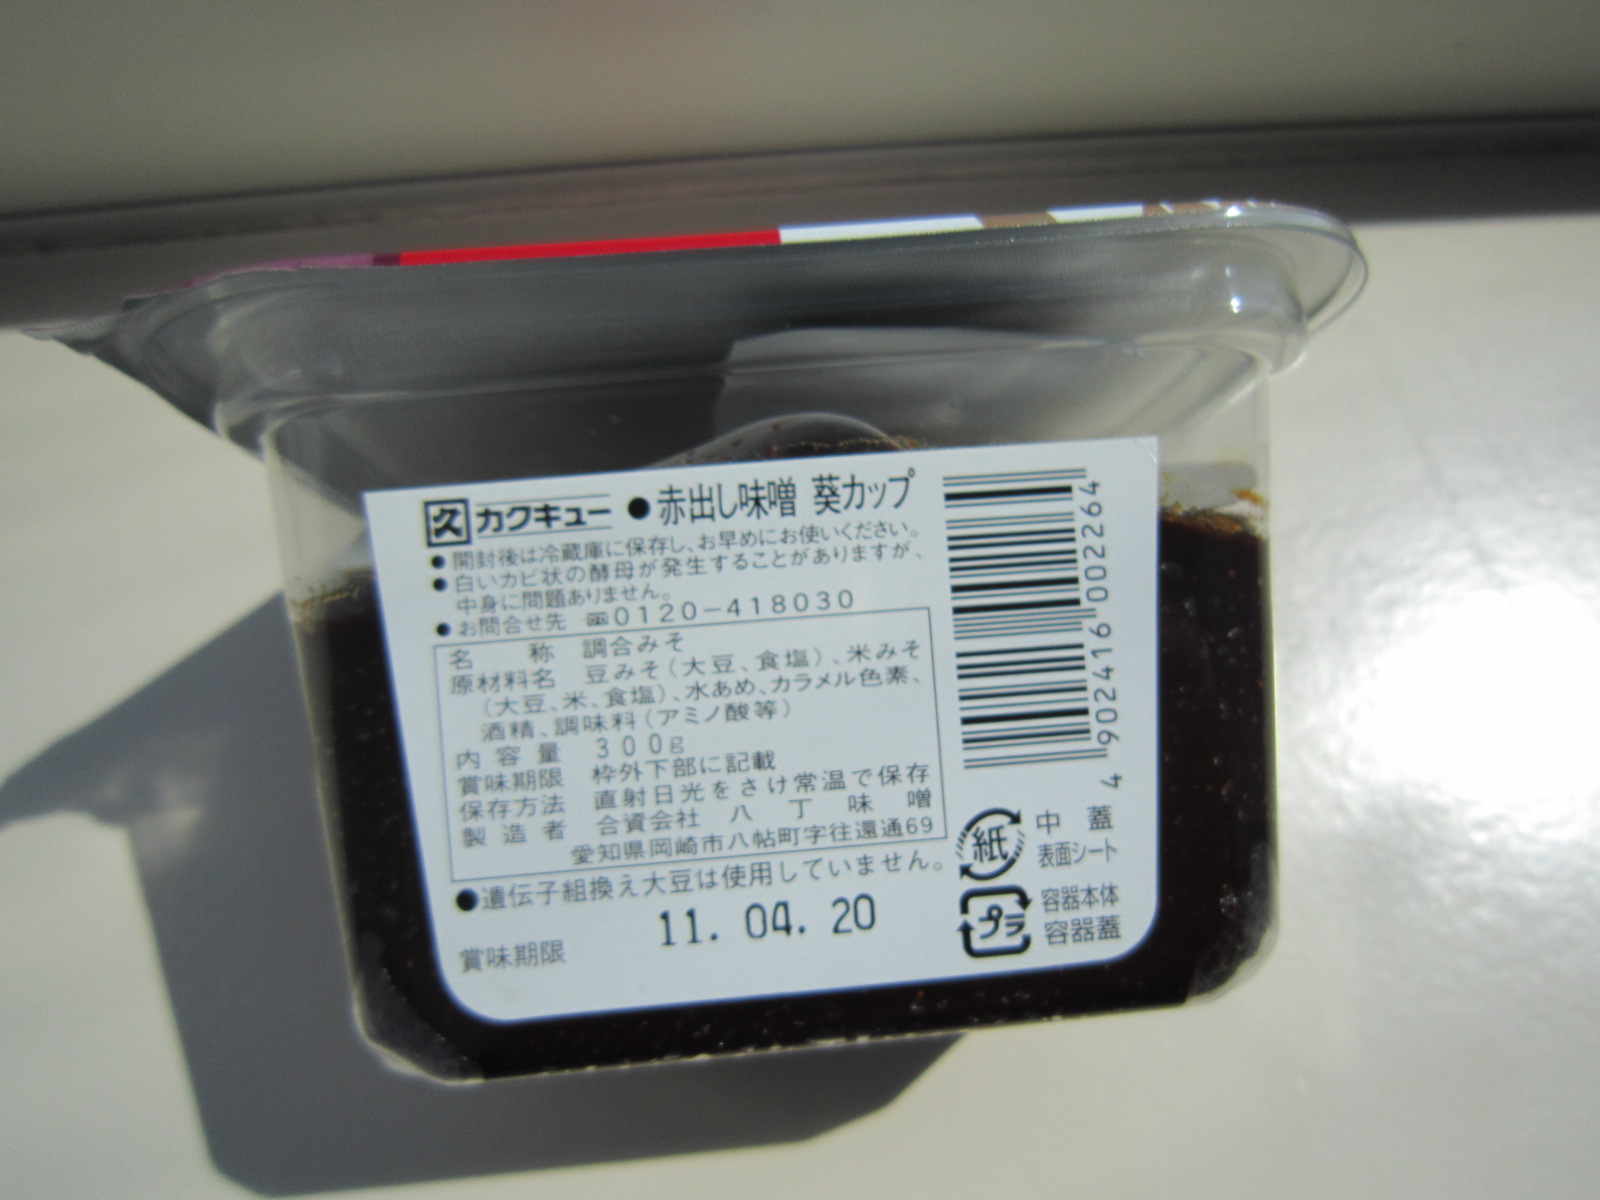 久 カクキュー ●赤出し味噌 葵カップ
●開封後は冷蔵庫に保存し、お早めにお使いください。
●白いカビ状の酵母が発生することがありますが、
中身に問題ありません。
●お問合せ先 0120-418030
名称 調合みそ
原材料名 豆みそ(大豆、食塩)、米みそ
(大豆、米、食塩)、水あめ、カラメル色素、
酒精、調味料(アミノ酸等)
内容量 300g
賞味期限 枠外下部に記載
保存方法 直射日光をさけ常温で保存
製造者 合資会社 八丁味噌
愛知県岡崎市八帖町字往還通69
●遺伝子組換え大豆は使用していません。
賞味期限 11.04.20
4 902416 002264
紙 中蓋
表面シート
プラ 容器本体
容器蓋